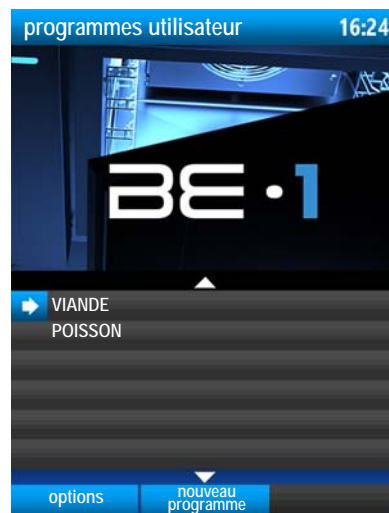 programmes utilisateur 16:24
BE·1
VIANDE
POISSON
options
nouveau
programme